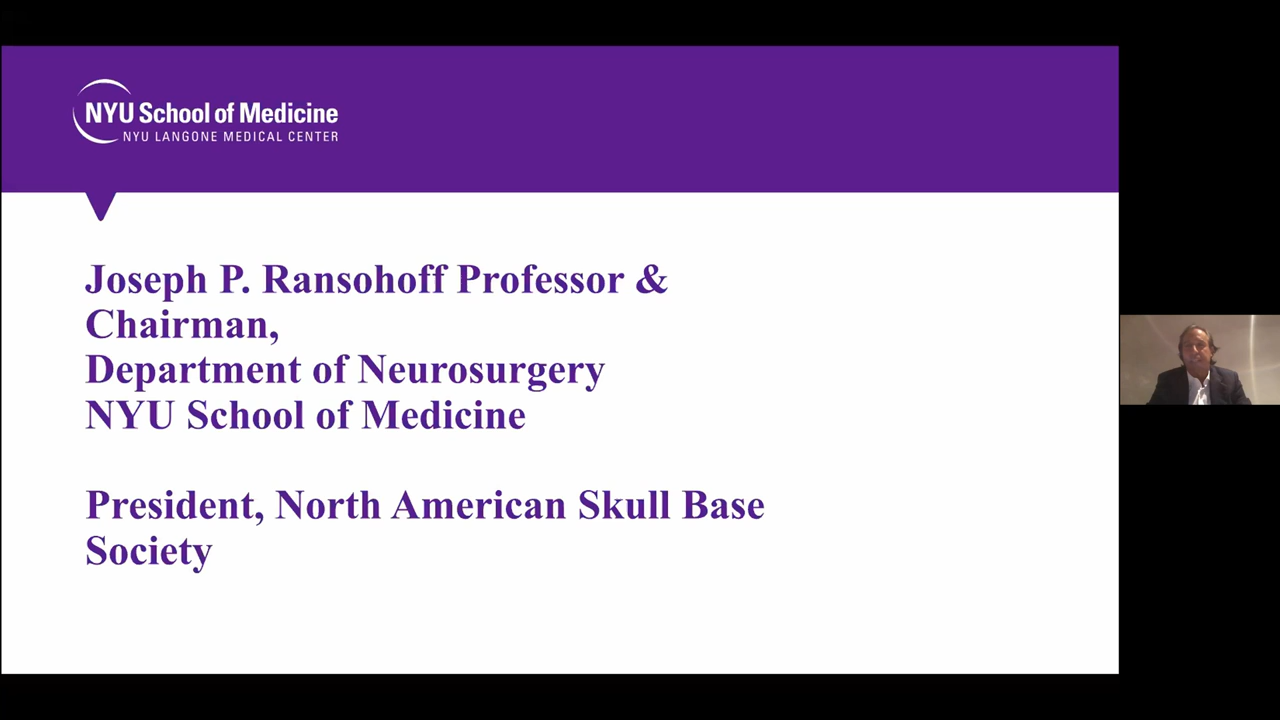 NYU School of Medicine
NYU LANGONE MEDICAL CENTER
Joseph P. Ransohoff Professor &
Chairman,
Department of Neurosurgery
NYU School of Medicine
President, North American Skull Base
Society